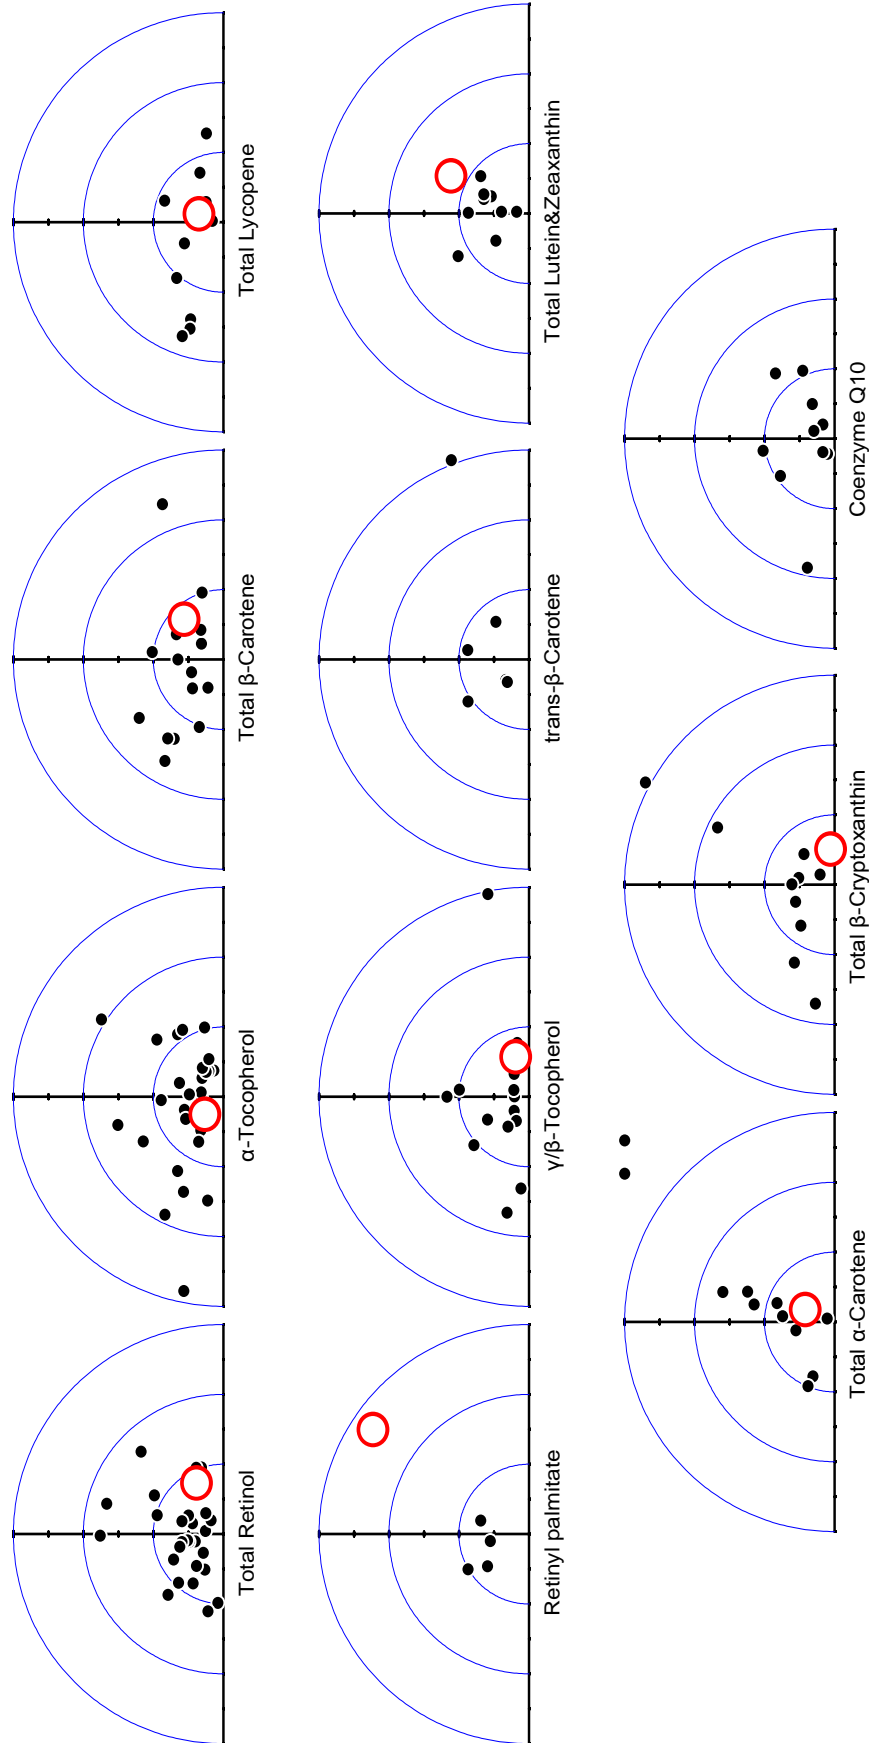 Total Retinol
α-Tocopherol
Total β-Carotene
Total Lycopene
Retinyl palmitate
γ/β-Tocopherol
trans-β-Carotene
Total Lutein&Zeaxanthin
Total α-Carotene
Total β-Cryptoxanthin
Coenzyme Q10